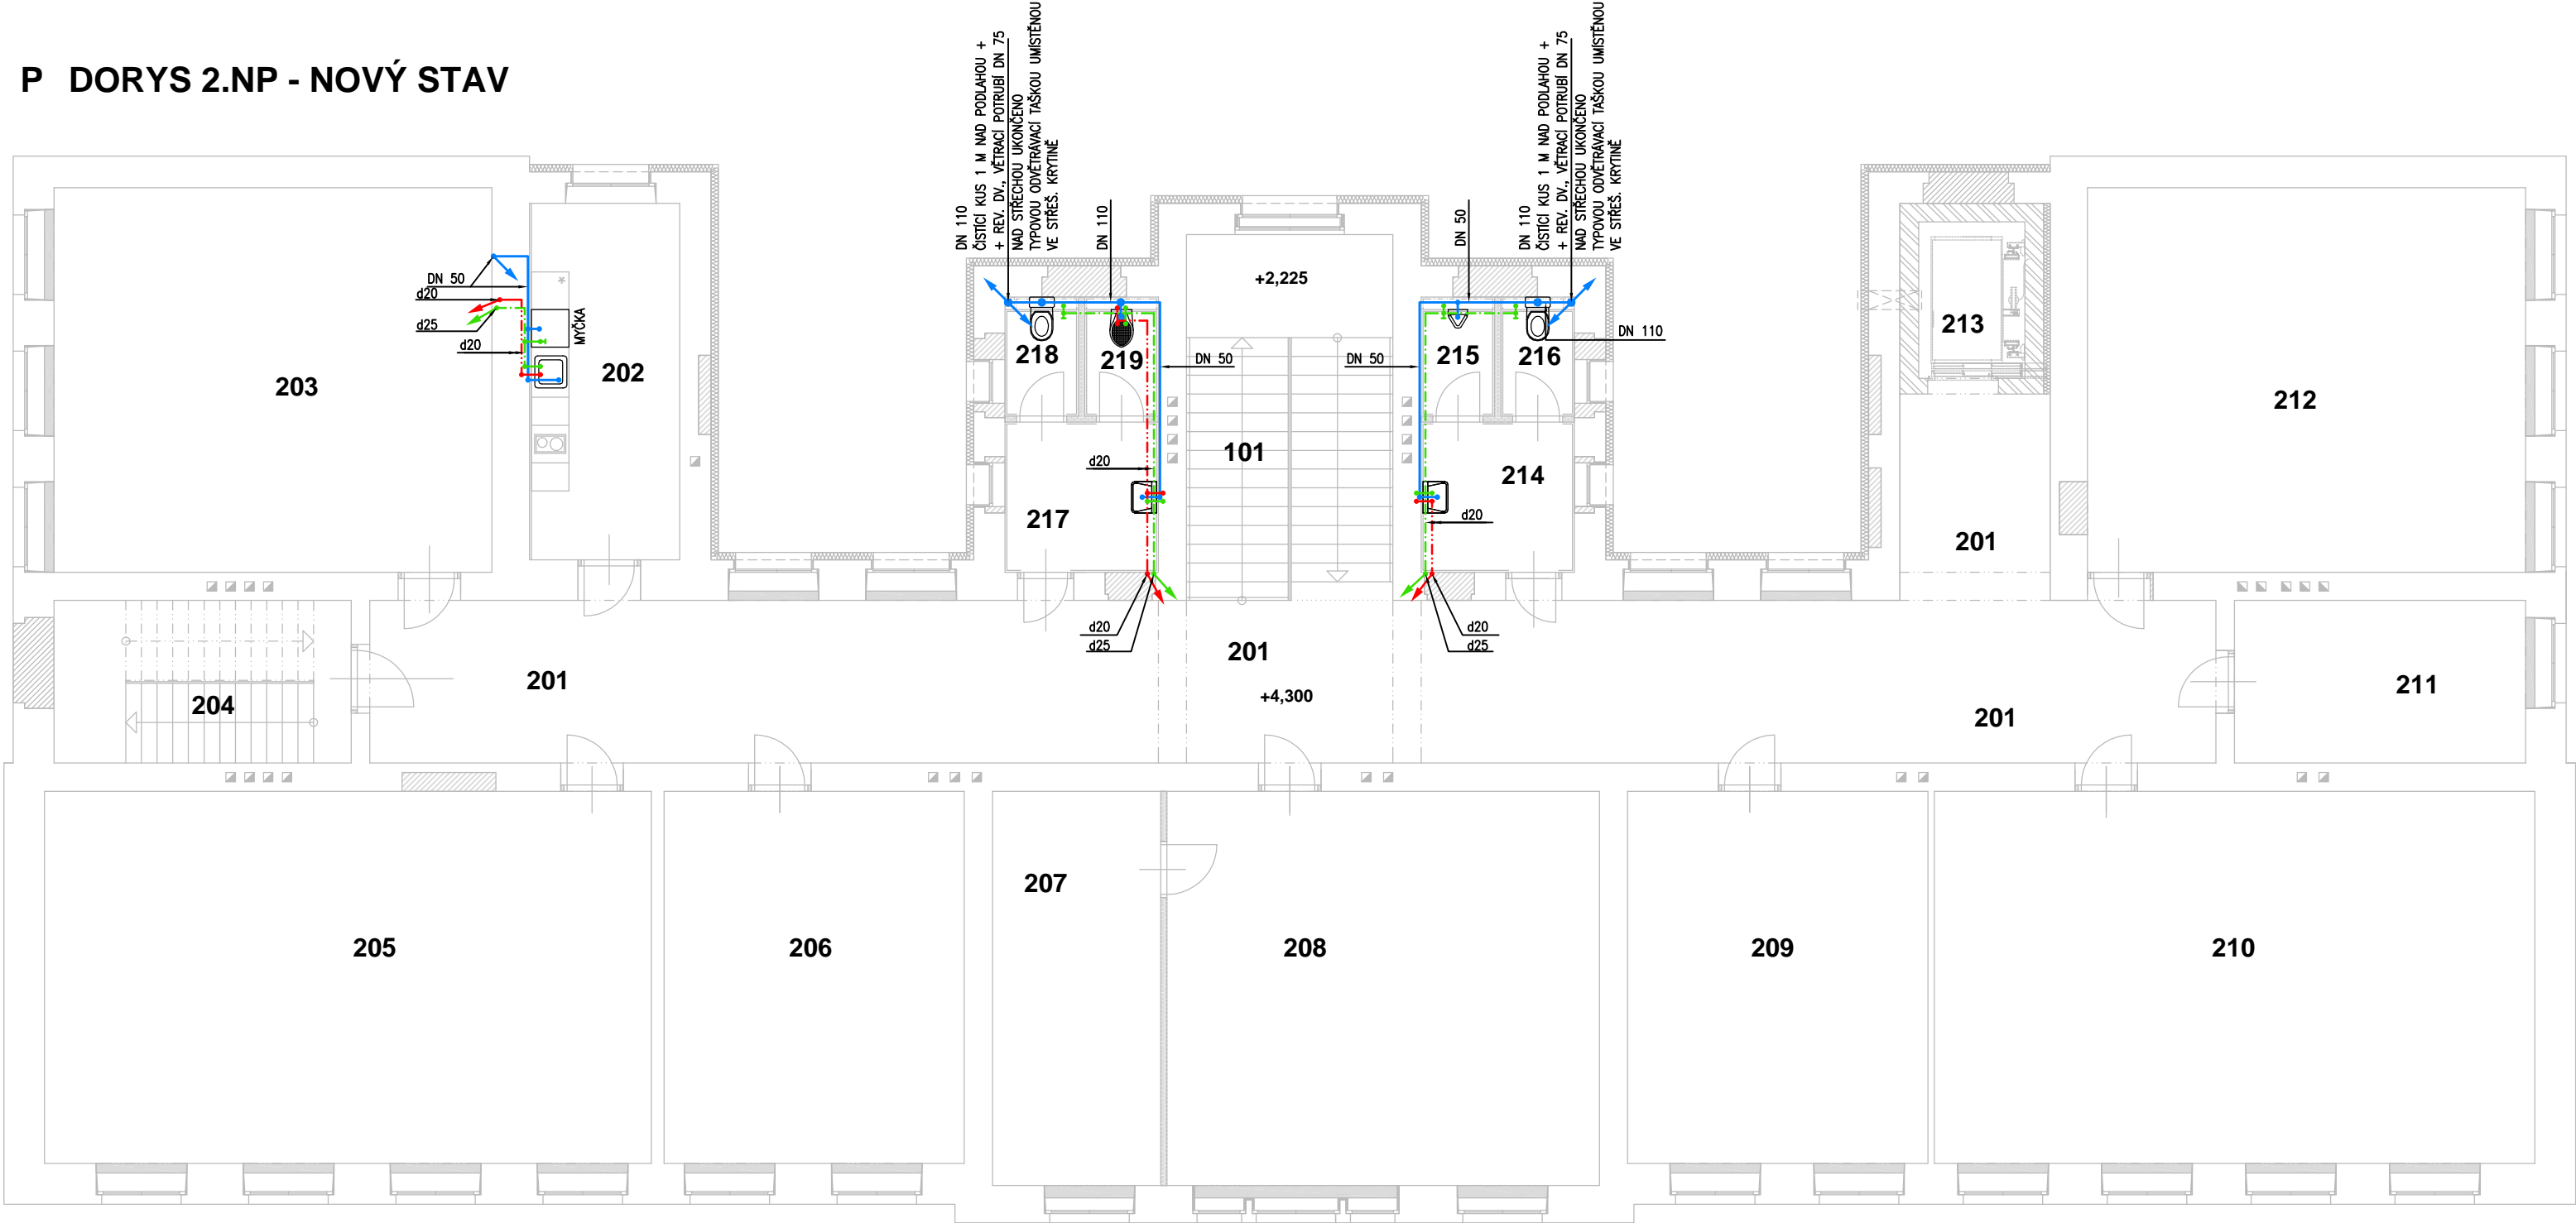 P DORYS 2.NP - NOVÝ STAV
DN 110
ČISTÍCÍ KUS 1 M NAD PODLAHOU +
+ REV. DV., VĚTRACÍ POTRUBÍ DN 75
NAD STŘECHOU UKONČENO
TYPOVOU ODVĚTRÁVACÍ TAŠKOU UMÍSTĚNOU
VE STŘEŠ. KRYTINĚ
DN 110
DN 50
DN 110
ČISTÍCÍ KUS 1 M NAD PODLAHOU +
+ REV. DV., VĚTRACÍ POTRUBÍ DN 75
NAD STŘECHOU UKONČENO
TYPOVOU ODVĚTRÁVACÍ TAŠKOU UMÍSTĚNOU
VE STŘEŠ. KRYTINĚ
+2,225
DN 50
d20
d25
d20
MYČKA
203
202
218
219
DN 50
DN 50
215
216
DN 110
213
212
101
d20
217
214
d20
201
d20
d25
d20
d25
201
201
+4,300
204
201
211
207
205
206
208
209
210